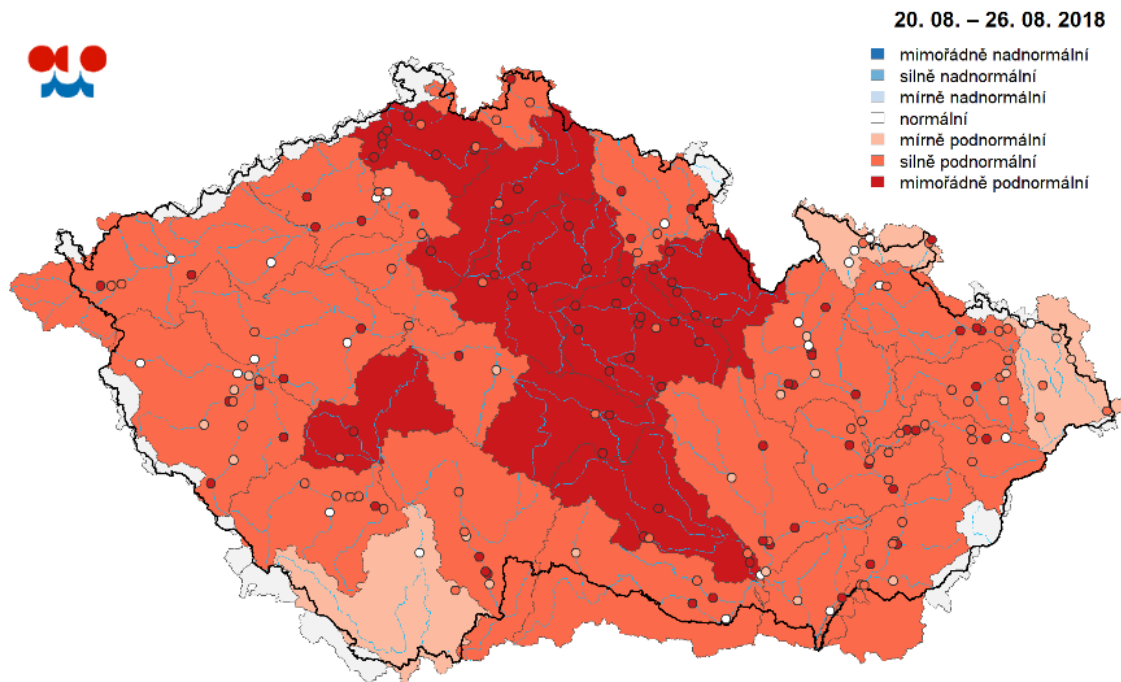 20. 08. – 26. 08. 2018
mimořádně nadnormální
silně nadnormální
mírně nadnormální
normální
mírně podnormální
silně podnormální
mimořádně podnormální